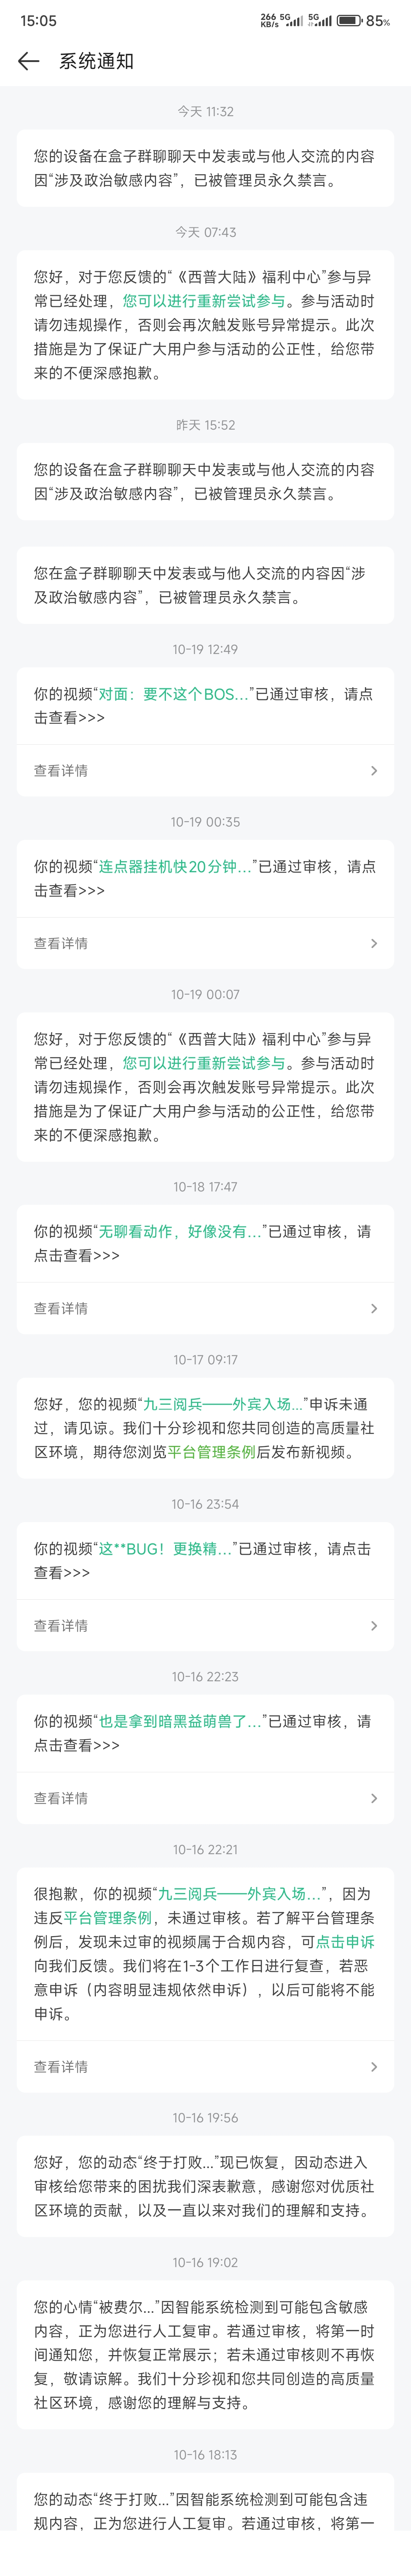 15:05
266 KB/s 5G 5G 85%
系统通知
今天 11:32
您的设备在盒子群聊聊天中发表或与他人交流的内容
因“涉及政治敏感内容”，已被管理员永久禁言。
今天 07:43
您好，对于您反馈的“《西普大陆》福利中心”参与异
常已经处理，您可以进行重新尝试参与。参与活动时
请勿违规操作，否则会再次触发账号异常提示。此次
措施是为了保证广大用户参与活动的公正性，给您带
来的不便深感抱歉。
昨天 15:52
您的设备在盒子群聊聊天中发表或与他人交流的内容
因“涉及政治敏感内容”，已被管理员永久禁言。
您在盒子群聊聊天中发表或与他人交流的内容因“涉
及政治敏感内容”，已被管理员永久禁言。
10-19 12:49
你的视频“对面：要不这个BOS...”已通过审核，请点
击查看>>>
查看详情
10-19 00:35
你的视频“连点器挂机快20分钟...”已通过审核，请点
击查看>>>
查看详情
10-19 00:07
您好，对于您反馈的“《西普大陆》福利中心”参与异
常已经处理，您可以进行重新尝试参与。参与活动时
请勿违规操作，否则会再次触发账号异常提示。此次
措施是为了保证广大用户参与活动的公正性，给您带
来的不便深感抱歉。
10-18 17:47
你的视频“无聊看动作，好像没有...”已通过审核，请
点击查看>>>
查看详情
10-17 09:17
您好，您的视频“九三阅兵——外宾入场...”申诉未通
过，请见谅。我们十分珍视和您共同创造的高质量社
区环境，期待您浏览平台管理条例后发布新视频。
10-16 23:54
你的视频“这**BUG！更换精...”已通过审核，请点击
查看>>>
查看详情
10-16 22:23
你的视频“也是拿到暗黑益萌兽了...”已通过审核，请
点击查看>>>
查看详情
10-16 22:21
很抱歉，你的视频“九三阅兵——外宾入场...”，因为
违反平台管理条例，未通过审核。若了解平台管理条
例后，发现未过审的视频属于合规内容，可点击申诉
向我们反馈。我们将在1-3个工作日进行复查，若恶
意申诉（内容明显违规依然申诉），以后可能将不能
申诉。
查看详情
10-16 19:56
您好，您的动态“终于打败...”现已恢复，因动态进入
审核给您带来的困扰我们深表歉意，感谢您对优质社
区环境的贡献，以及一直以来对我们的理解和支持。
10-16 19:02
您的心情“被费尔...”因智能系统检测到可能包含敏感
内容，正为您进行人工复审。若通过审核，将第一时
间通知您，并恢复正常展示；若未通过审核则不再恢
复，敬请谅解。我们十分珍视和您共同创造的高质量
社区环境，感谢您的理解与支持。
10-16 18:13
您的动态“终于打败...”因智能系统检测到可能包含违
规内容，正为您进行人工复审。若通过审核，将第一